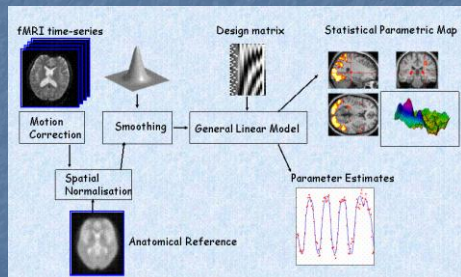 fMRI time-series
Motion
Correction
Spatial
Normalisation
Anatomical Reference
Smoothing
Design matrix
General Linear Model
Statistical Parametric Map
Parameter Estimates